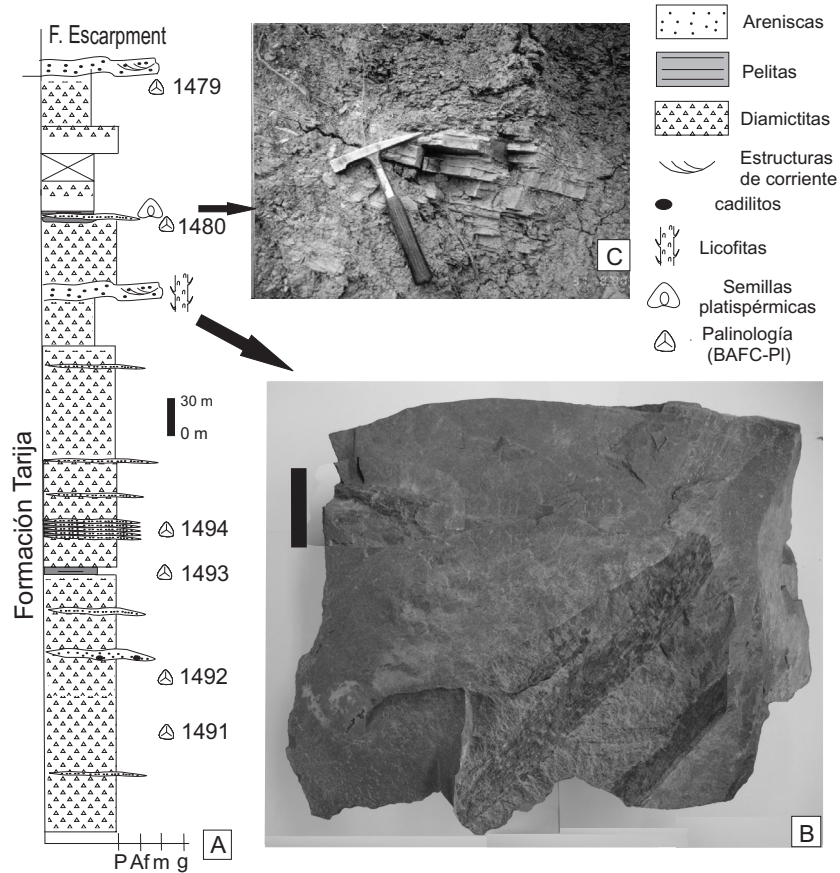 F. Escarpment
1479
1480
30 m
0 m
1494
1493
1492
1491
Formación Tarija
P Af m g
A
C
B
Areniscas
Pelitas
Diamictitas
Estructuras
de corriente
cadilitos
Licofitas
Semillas
platispérmicas
Palinología
(BAFC-Pl)